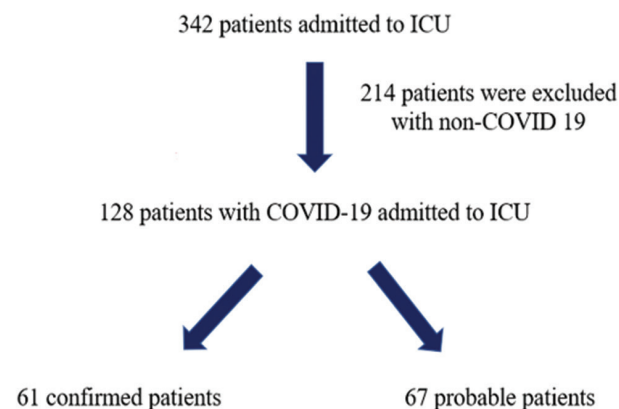 342 patients admitted to ICU
214 patients were excluded
with non-COVID 19
128 patients with COVID-19 admitted to ICU
61 confirmed patients
67 probable patients